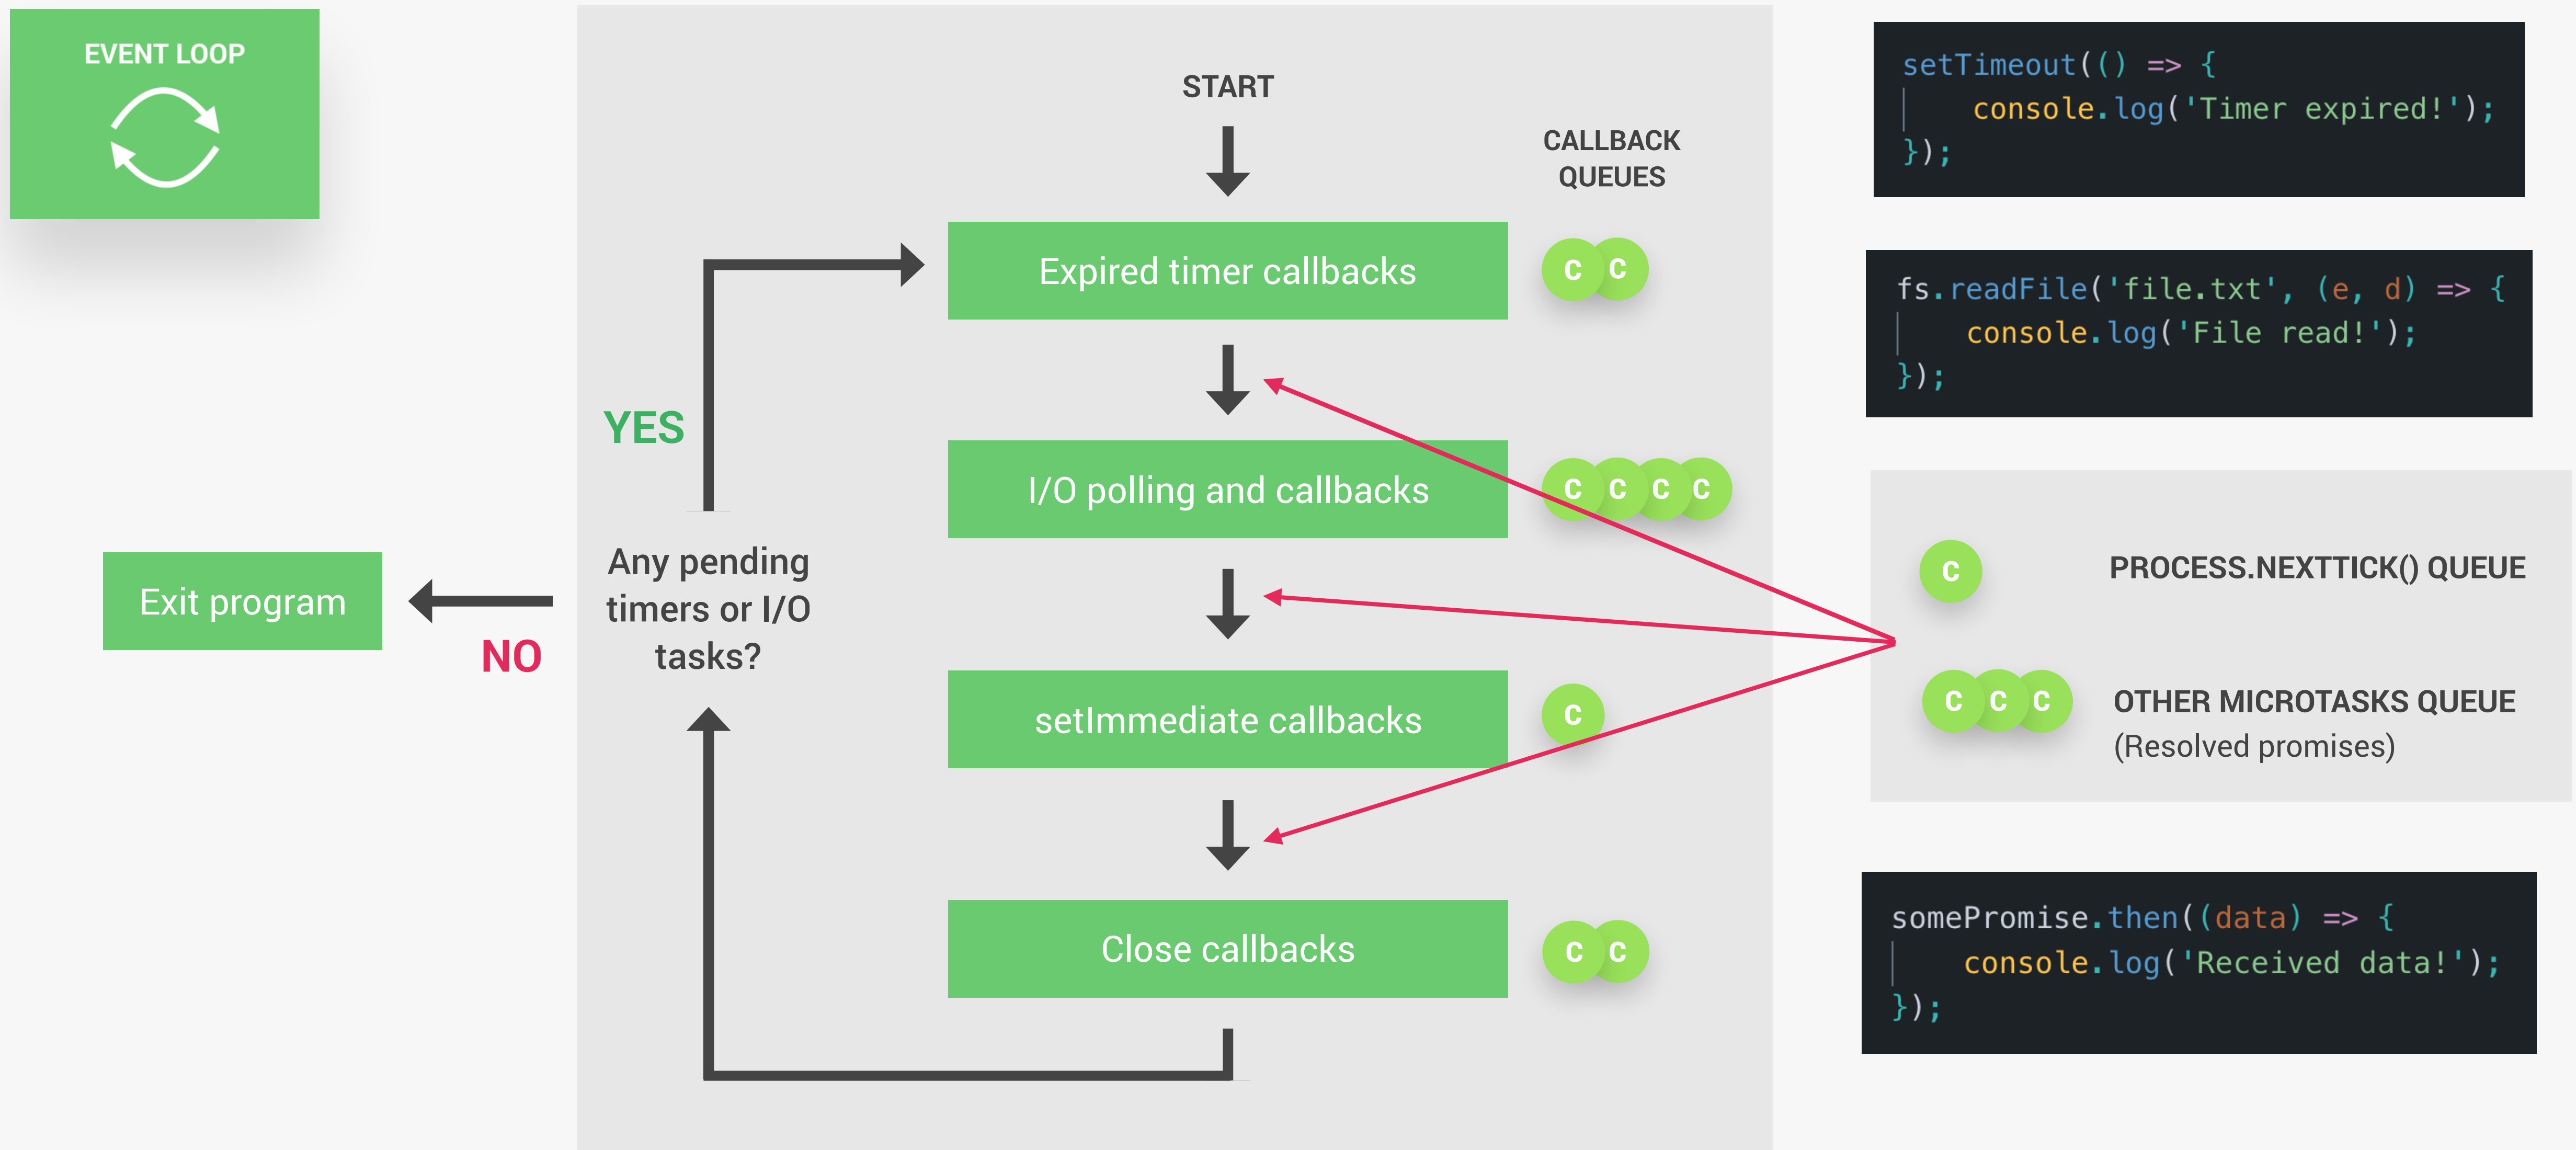 EVENT LOOP
START
CALLBACK
QUEUES
Expired timer callbacks
C C
YES
I/O polling and callbacks
C C C C
Any pending
timers or I/O
tasks?
Exit program
NO
setImmediate callbacks
C
Close callbacks
C C
setTimeout(() => {
console.log('Timer expired!');
});
fs.readFile('file.txt', (e, d) => {
console.log('File read!');
});
C
PROCESS.NEXTTICK() QUEUE
C C C
OTHER MICROTASKS QUEUE
(Resolved promises)
somePromise.then((data) => {
console.log('Received data!');
});